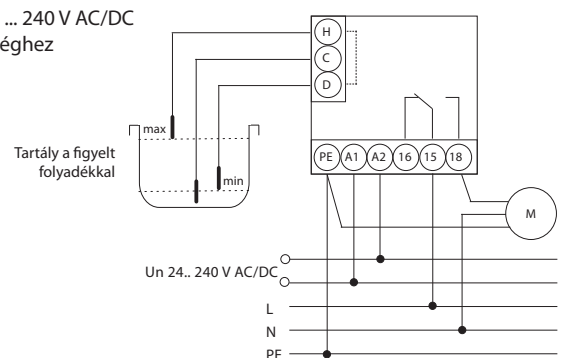 ... 240 V AC/DC
éghez
H
C
D
max
Tartály a figyelt
folyadékkal
min
PE A1 A2 16 15 18
M
Un 24.. 240 V AC/DC
L
N
PE